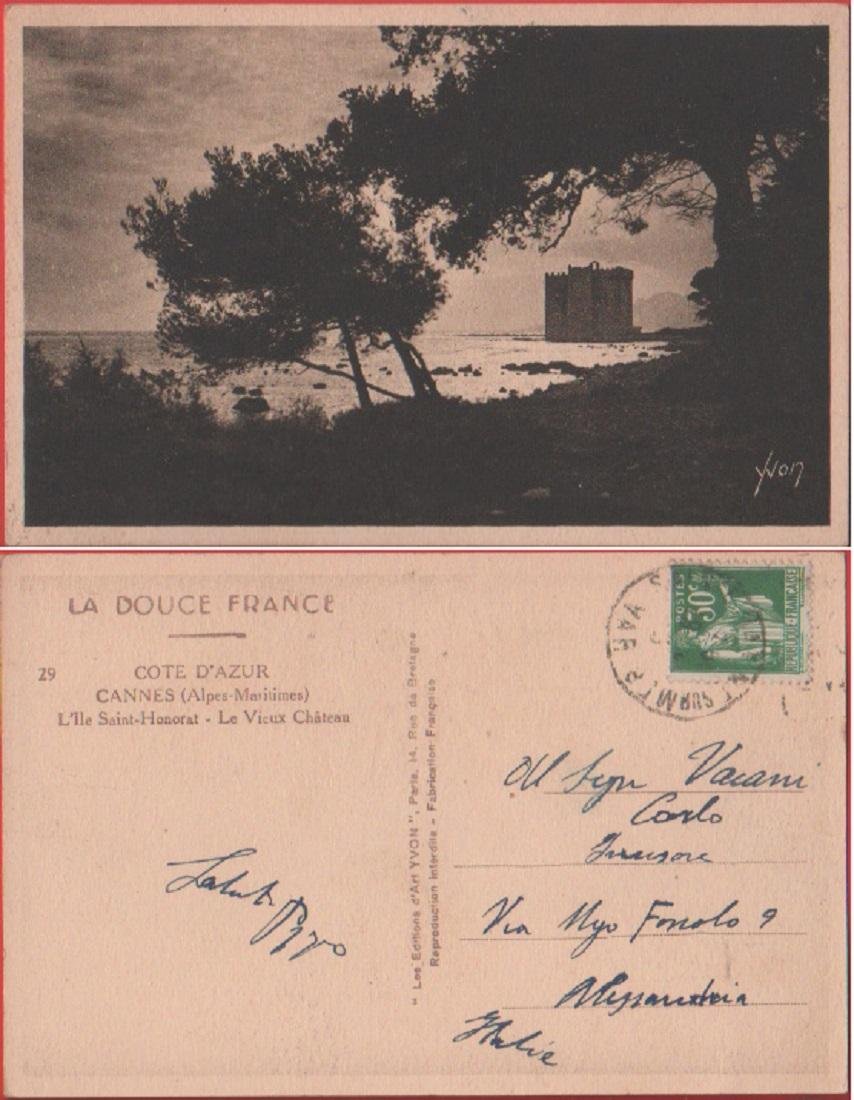 Yvon
LA DOUCE FRANCE
29
COTE D'AZUR
CANNES (Alpes-Maritimes)
L'Ile Saint-Honorat - Le Vieux Château
" Les Editions d'Art YVON ", Paris, 14, Rue de Bretagne
Reproduction Interdite - Fabrication Française
POSTES
50c
REPUBLIQUE - FRANÇAISE
VAR
SUR MER
Al Sign Vacani
Carlo
Via Ugo Foscolo 9
Alessandria
Italie
Saluti